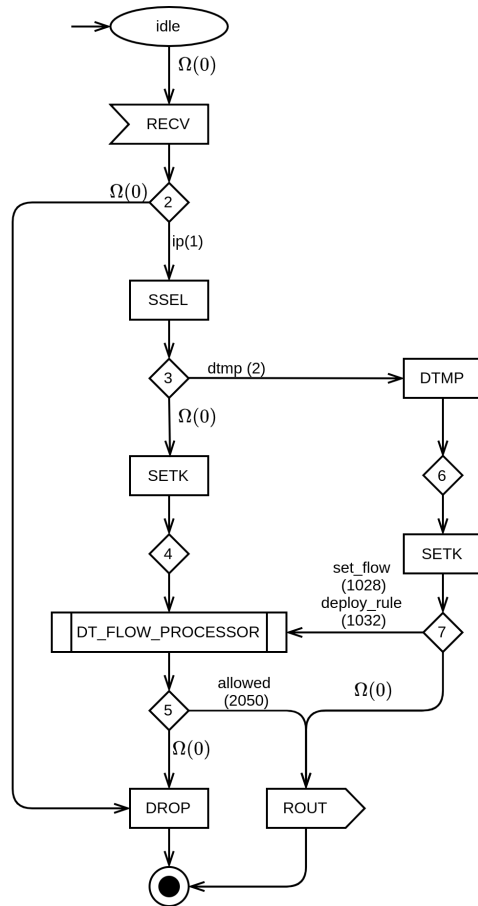 idle
Ω(0)
RECV
Ω(0)
2
ip(1)
SSEL
3
dtmp (2)
DTMP
Ω(0)
SETK
6
4
SETK
set_flow
(1028)
deploy_rule
(1032)
DT_FLOW_PROCESSOR
7
allowed
(2050)
Ω(0)
5
Ω(0)
DROP
ROUT